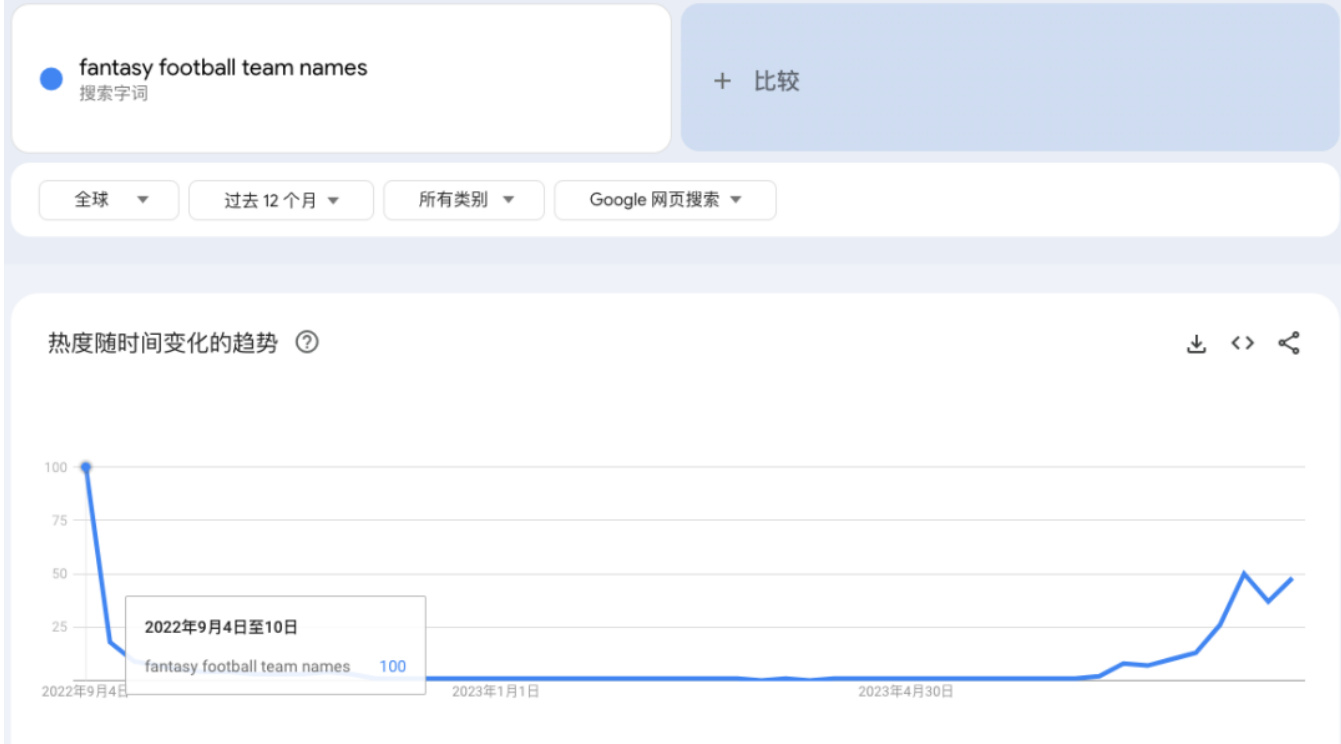 fantasy football team names
搜索字词
+ 比较
全球
过去 12 个月
所有类别
Google 网页搜索
热度随时间变化的趋势
100
75
50
25
2022年9月4日至10日
fantasy football team names 100
2022年9月4日
2023年1月1日
2023年4月30日